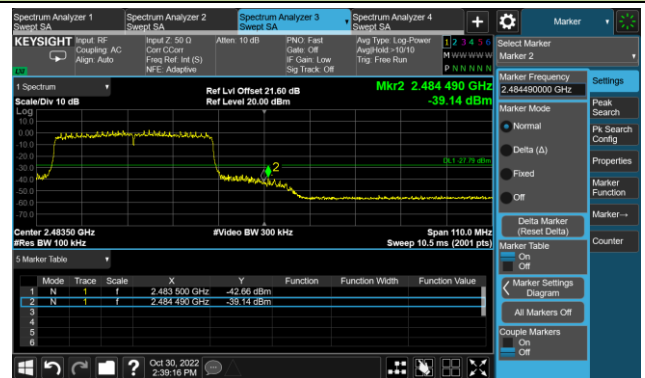 Spectrum Analyzer 1
Swept SA
Spectrum Analyzer 2
Swept SA
Spectrum Analyzer 3
Swept SA
Spectrum Analyzer 4
Swept SA
+
Marker
KEYSIGHT
Input: RF
Coupling: AC
Align: Auto
Input Z: 50 Ω
Corr CCorr
Freq Ref: Int (S)
NFE: Adaptive
Atten: 10 dB
PNO: Fast
Gate: Off
IF Gain: Low
Sig Track: Off
Avg Type: Log-Power
Avg|Hold:>10/10
Trig: Free Run
1 2 3 4 5 6
M W W W W W
P N N N N N
Select Marker
Marker 2
1 Spectrum
Scale/Div 10 dB
Log
Ref Lvl Offset 21.60 dB
Ref Level 20.00 dBm
Mkr2 2.484 490 GHz
-39.14 dBm
10.0
0.00
-10.0
-20.0
-30.0
-40.0
-50.0
-60.0
-70.0
DL1 -27.79 dBm
2
Center 2.48350 GHz
#Res BW 100 kHz
#Video BW 300 kHz
Span 110.0 MHz
Sweep 10.5 ms (2001 pts)
5 Marker Table
Mode Trace Scale X Y Function Function Width Function Value
1 N 1 f 2.483 500 GHz -42.66 dBm
2 N 1 f 2.484 490 GHz -39.14 dBm
3
4
5
6
Marker Frequency
2.484490000 GHz
Marker Mode
Normal
Delta (Δ)
Fixed
Off
Delta Marker
(Reset Delta)
Marker Table
On
Off
Marker Settings
Diagram
All Markers Off
Couple Markers
On
Off
Settings
Peak
Search
Pk Search
Config
Properties
Marker
Function
Marker→
Counter
?
Oct 30, 2022
2:39:16 PM